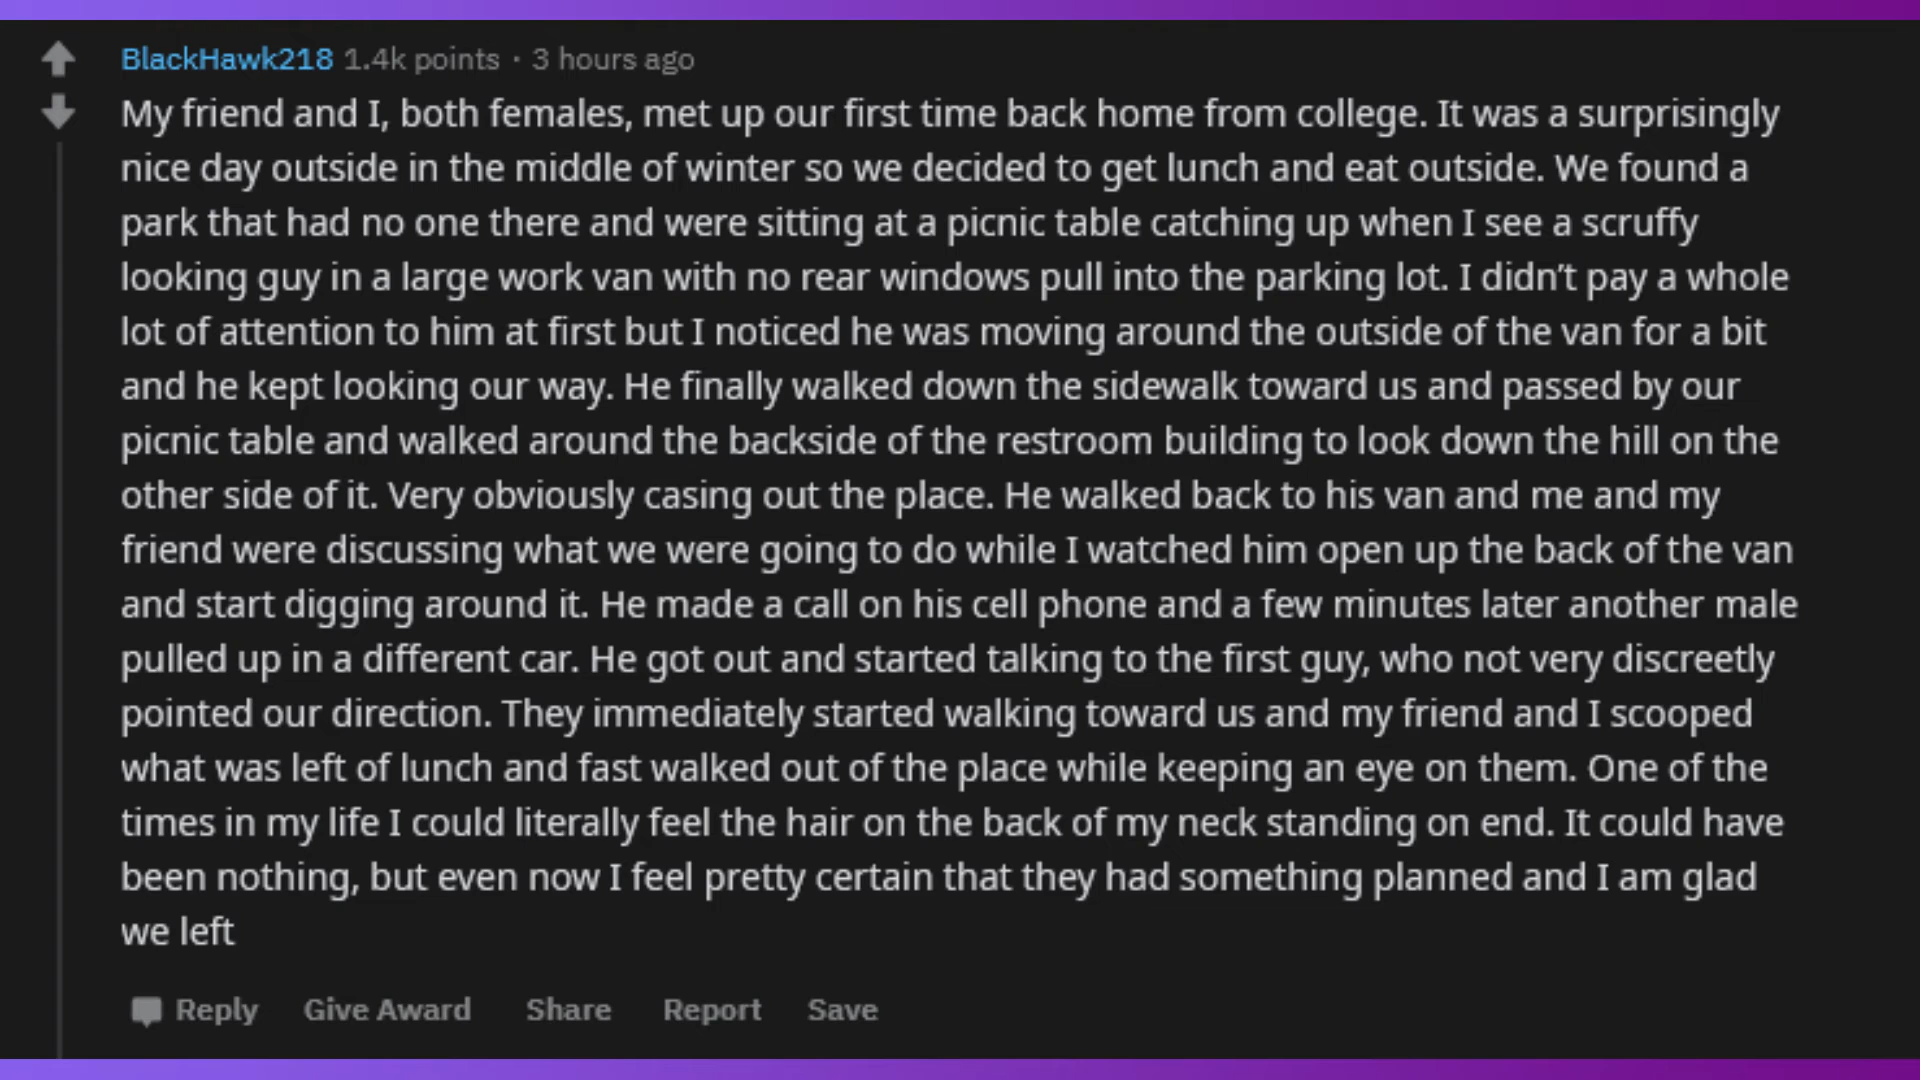 BlackHawk218 1.4k points · 3 hours ago
My friend and I, both females, met up our first time back home from college. It was a surprisingly
nice day outside in the middle of winter so we decided to get lunch and eat outside. We found a
park that had no one there and were sitting at a picnic table catching up when I see a scruffy
looking guy in a large work van with no rear windows pull into the parking lot. I didn’t pay a whole
lot of attention to him at first but I noticed he was moving around the outside of the van for a bit
and he kept looking our way. He finally walked down the sidewalk toward us and passed by our
picnic table and walked around the backside of the restroom building to look down the hill on the
other side of it. Very obviously casing out the place. He walked back to his van and me and my
friend were discussing what we were going to do while I watched him open up the back of the van
and start digging around it. He made a call on his cell phone and a few minutes later another male
pulled up in a different car. He got out and started talking to the first guy, who not very discreetly
pointed our direction. They immediately started walking toward us and my friend and I scooped
what was left of lunch and fast walked out of the place while keeping an eye on them. One of the
times in my life I could literally feel the hair on the back of my neck standing on end. It could have
been nothing, but even now I feel pretty certain that they had something planned and I am glad
we left
Reply Give Award Share Report Save